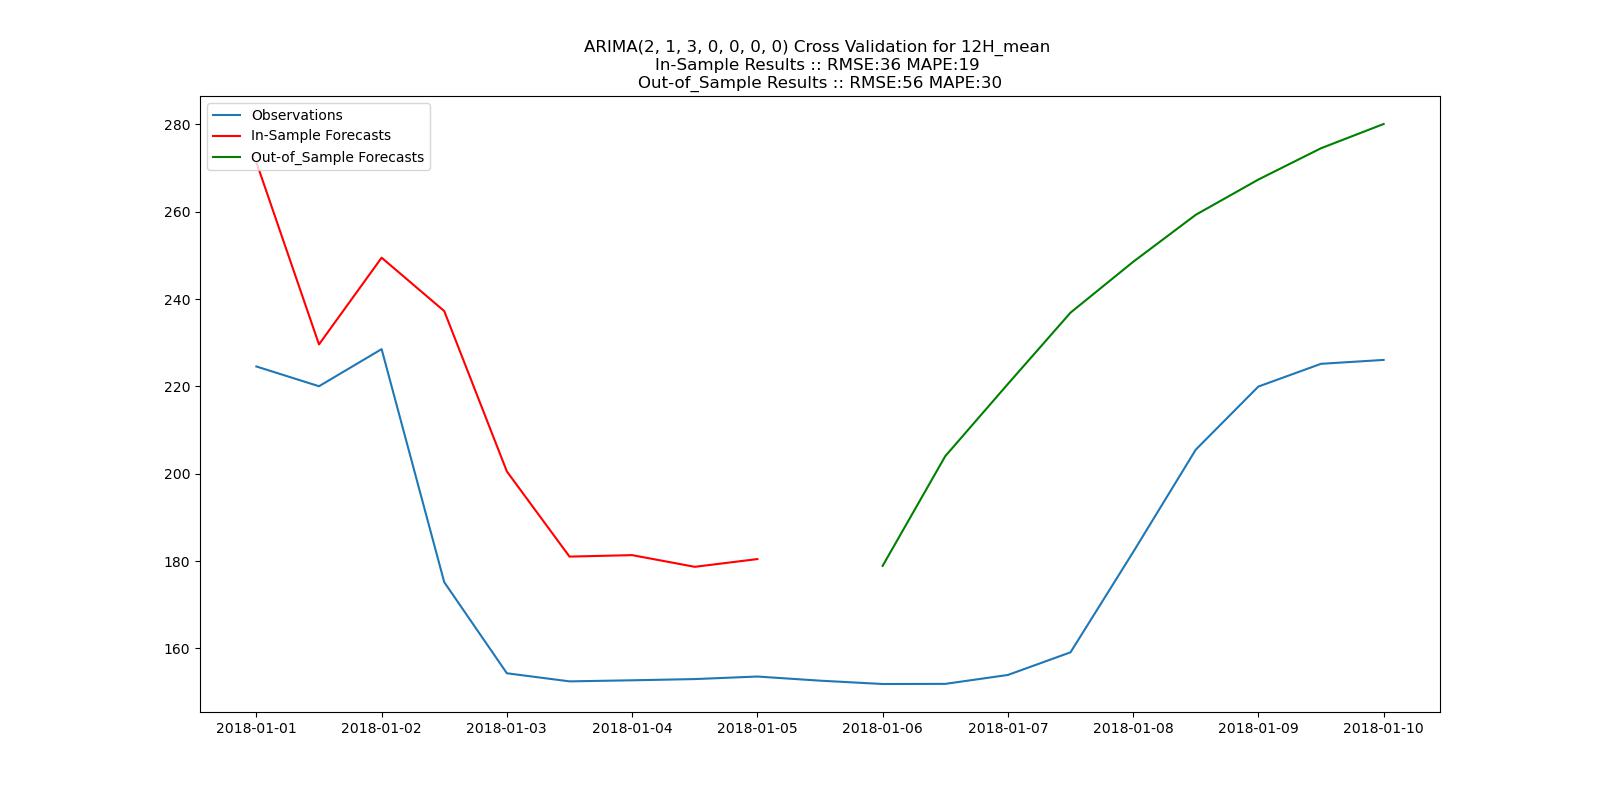 ARIMA(2, 1, 3, 0, 0, 0, 0) Cross Validation for 12H_mean
In-Sample Results :: RMSE:36 MAPE:19
Out-of_Sample Results :: RMSE:56 MAPE:30
Observations
In-Sample Forecasts
Out-of_Sample Forecasts
280
260
240
220
200
180
160
2018-01-01 2018-01-02 2018-01-03 2018-01-04 2018-01-05 2018-01-06 2018-01-07 2018-01-08 2018-01-09 2018-01-10